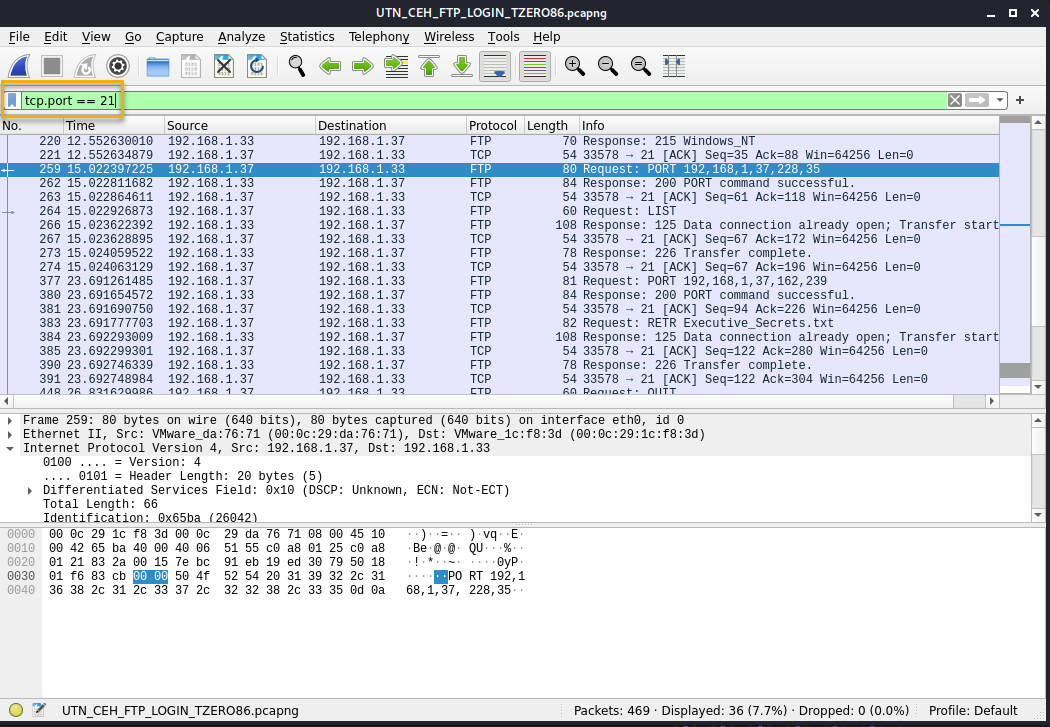 UTN_CEH_FTP_LOGIN_TZERO86.pcapng
File Edit View Go Capture Analyze Statistics Telephony Wireless Tools Help
tcp.port == 21
No. Time Source Destination Protocol Length Info
220 12.552630010 192.168.1.33 192.168.1.37 FTP 70 Response: 215 Windows_NT
221 12.552634879 192.168.1.37 192.168.1.33 TCP 54 33578 → 21 [ACK] Seq=35 Ack=88 Win=64256 Len=0
259 15.022397225 192.168.1.37 192.168.1.33 FTP 80 Request: PORT 192,168,1,37,228,35
262 15.022811682 192.168.1.33 192.168.1.37 FTP 84 Response: 200 PORT command successful.
263 15.022864611 192.168.1.37 192.168.1.33 TCP 54 33578 → 21 [ACK] Seq=61 Ack=118 Win=64256 Len=0
264 15.022926873 192.168.1.37 192.168.1.33 FTP 60 Request: LIST
266 15.023622392 192.168.1.33 192.168.1.37 FTP 108 Response: 125 Data connection already open; Transfer start
267 15.023628895 192.168.1.37 192.168.1.33 TCP 54 33578 → 21 [ACK] Seq=67 Ack=172 Win=64256 Len=0
273 15.024059522 192.168.1.33 192.168.1.37 FTP 78 Response: 226 Transfer complete.
274 15.024063129 192.168.1.37 192.168.1.33 TCP 54 33578 → 21 [ACK] Seq=67 Ack=196 Win=64256 Len=0
377 23.691261485 192.168.1.37 192.168.1.33 FTP 81 Request: PORT 192,168,1,37,162,239
380 23.691654572 192.168.1.33 192.168.1.37 FTP 84 Response: 200 PORT command successful.
381 23.691690750 192.168.1.37 192.168.1.33 TCP 54 33578 → 21 [ACK] Seq=94 Ack=226 Win=64256 Len=0
383 23.691777703 192.168.1.37 192.168.1.33 FTP 82 Request: RETR Executive_Secrets.txt
384 23.692293009 192.168.1.33 192.168.1.37 FTP 108 Response: 125 Data connection already open; Transfer start
385 23.692299301 192.168.1.37 192.168.1.33 TCP 54 33578 → 21 [ACK] Seq=122 Ack=280 Win=64256 Len=0
390 23.692746339 192.168.1.33 192.168.1.37 FTP 78 Response: 226 Transfer complete.
391 23.692748984 192.168.1.37 192.168.1.33 TCP 54 33578 → 21 [ACK] Seq=122 Ack=304 Win=64256 Len=0
448 26.831629986 192.168.1.37 192.168.1.33 FTP 60 Request: QUIT
Frame 259: 80 bytes on wire (640 bits), 80 bytes captured (640 bits) on interface eth0, id 0
Ethernet II, Src: VMware_da:76:71 (00:0c:29:da:76:71), Dst: VMware_1c:f8:3d (00:0c:29:1c:f8:3d)
Internet Protocol Version 4, Src: 192.168.1.37, Dst: 192.168.1.33
0100 .... = Version: 4
.... 0101 = Header Length: 20 bytes (5)
Differentiated Services Field: 0x10 (DSCP: Unknown, ECN: Not-ECT)
Total Length: 66
Identification: 0x65ba (26042)
0000 00 0c 29 1c f8 3d 00 0c 29 da 76 71 08 00 45 10 ··)··=·· )·vq··E·
0010 00 42 65 ba 40 00 40 06 51 55 c0 a8 01 25 c0 a8 ·Be·@·@· QU···%··
0020 01 21 83 2a 00 15 7e bc 91 eb 19 ed 30 79 50 18 ·!·*··~· ····0yP·
0030 01 f6 83 cb 00 00 50 4f 52 54 20 31 39 32 2c 31 ······PO RT 192,1
0040 36 38 2c 31 2c 33 37 2c 32 32 38 2c 33 35 0d 0a 68,1,37, 228,35··
UTN_CEH_FTP_LOGIN_TZERO86.pcapng Packets: 469 · Displayed: 36 (7.7%) · Dropped: 0 (0.0%) Profile: Default